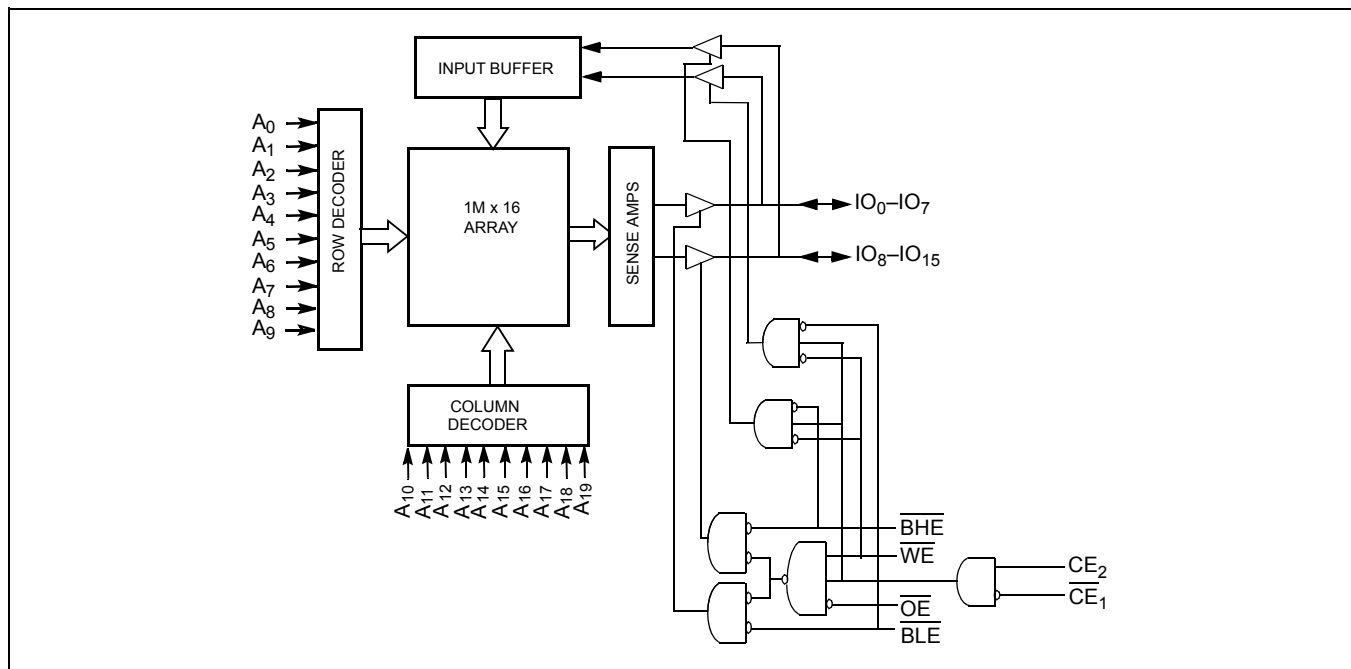 INPUT BUFFER
A0
A1
A2
A3
A4
A5
A6
A7
A8
A9
ROW DECODER
1M x 16
ARRAY
SENSE AMPS
IO0–IO7
IO8–IO15
COLUMN
DECODER
A10
A11
A12
A13
A14
A15
A16
A17
A18
A19
BHE
WE
CE2
CE1
OE
BLE